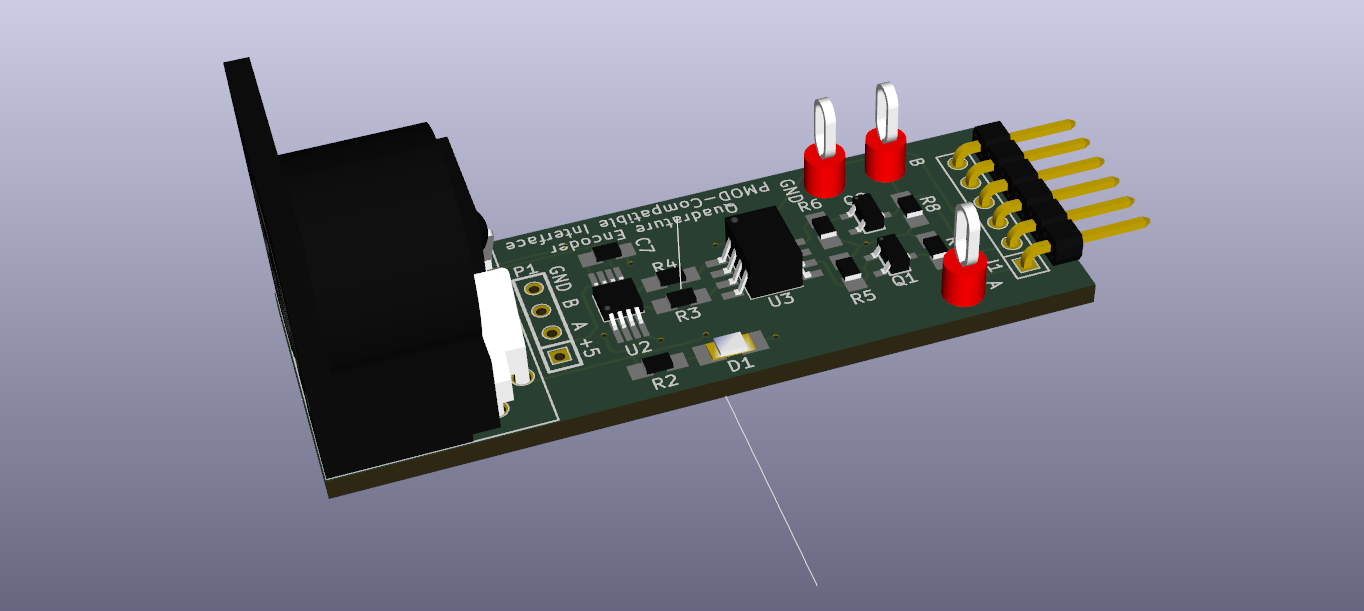 PMOD-Compatible
Quadrature
Encoder Interface
GND
B
R6
R8
C7
P1
GND
B
A
+5
R4
R3
U3
R5
Q1
J1
A
U2
R2
D1